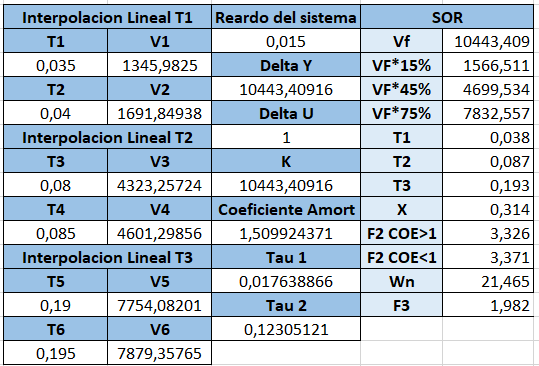 Interpolacion Lineal T1 Reardo del sistema SOR
T1 V1 0,015 Vf 10443,409
0,035 1345,9825 Delta Y VF*15% 1566,511
T2 V2 10443,40916 VF*45% 4699,534
0,04 1691,84938 Delta U VF*75% 7832,557
Interpolacion Lineal T2 1 T1 0,038
T3 V3 K T2 0,087
0,08 4323,25724 10443,40916 T3 0,193
T4 V4 Coeficiente Amort X 0,314
0,085 4601,29856 1,509924371 F2 COE>1 3,326
Interpolacion Lineal T3 Tau 1 F2 COE<1 3,371
T5 V5 0,017638866 Wn 21,465
0,19 7754,08201 Tau 2 F3 1,982
T6 V6 0,12305121
0,195 7879,35765